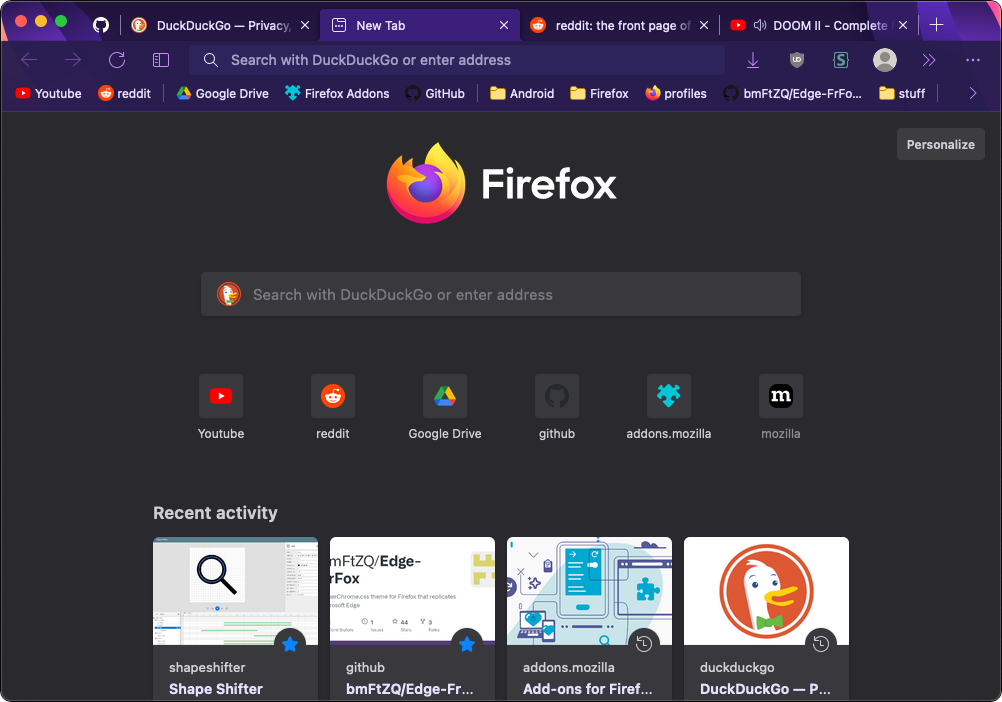 DuckDuckGo — Privacy,
New Tab
reddit: the front page of
DOOM II - Complete
Search with DuckDuckGo or enter address
Youtube
reddit
Google Drive
Firefox Addons
GitHub
Android
Firefox
profiles
bmFtZQ/Edge-FrFo...
stuff
Personalize
Firefox
Search with DuckDuckGo or enter address
Youtube
reddit
Google Drive
github
addons.mozilla
mozilla
Recent activity
mFtZQ/Edge-
rFox
erChrome.css theme for Firefox that replicates
rosoft Edge
1 44 3
Issues Stars Forks
shapeshifter
Shape Shifter
github
bmFtZQ/Edge-Fr...
addons.mozilla
Add-ons for Firef...
duckduckgo
DuckDuckGo — P...